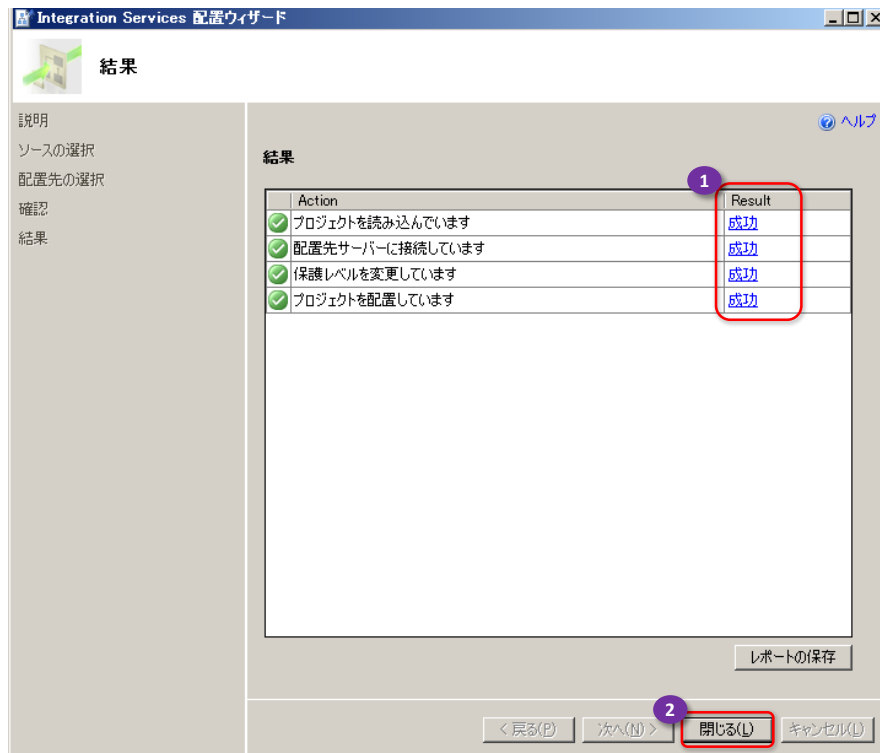 Integration Services 配置ウィザード
結果
説明
ソースの選択
配置先の選択
確認
結果
ヘルプ
結果
1
Action Result
プロジェクトを読み込んでいます 成功
配置先サーバーに接続しています 成功
保護レベルを変更しています 成功
プロジェクトを配置しています 成功
レポートの保存
2
< 戻る(P) 次へ(N) > 閉じる(L) キャンセル(L)